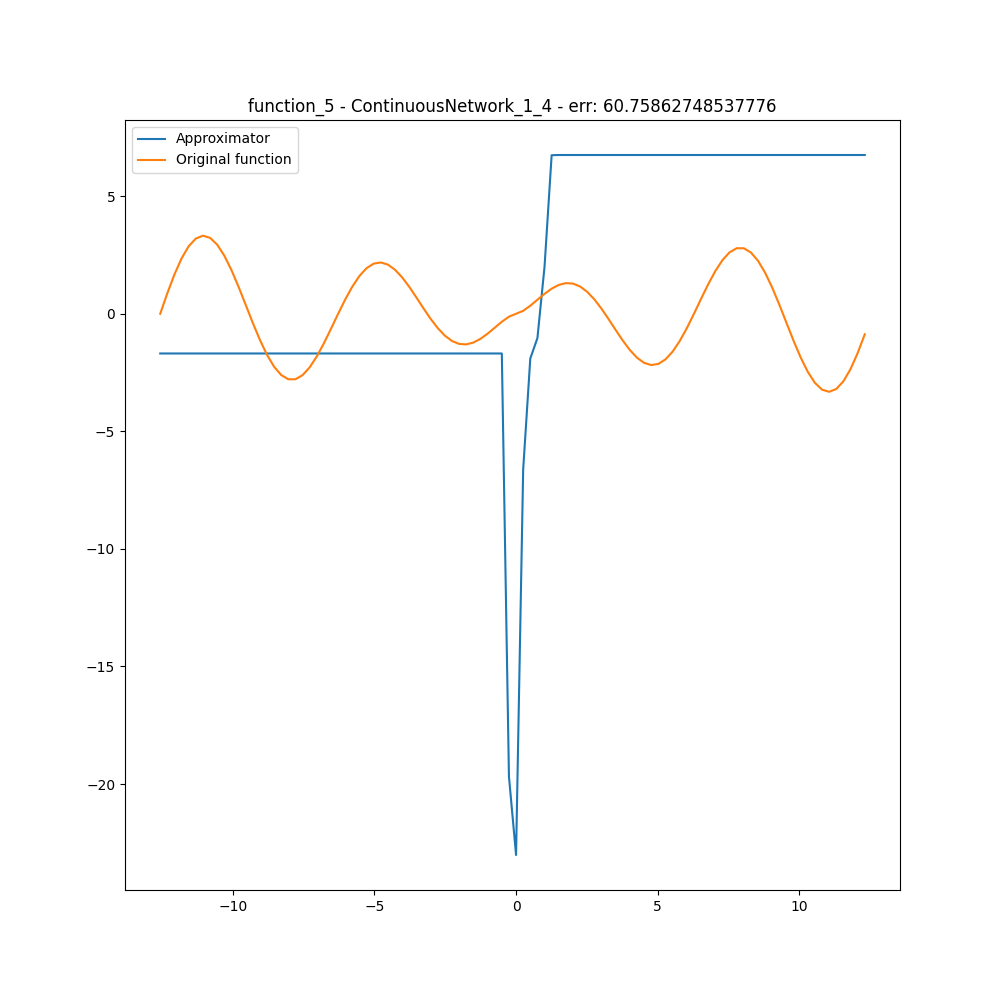 function_5 - ContinuousNetwork_1_4 - err: 60.75862748537776
Approximator
Original function
5
0
−5
−10
−15
−20
−10 −5 0 5 10